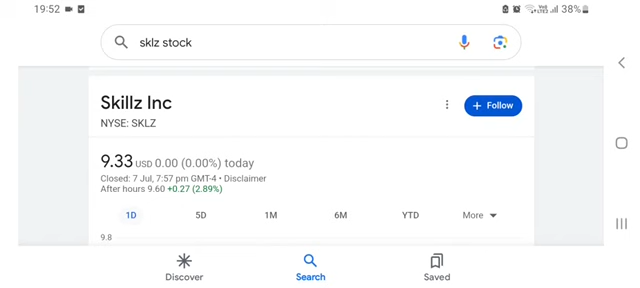 19:52 38%
sklz stock
Skillz Inc
Follow
NYSE: SKLZ
9.33 USD 0.00 (0.00%) today
Closed: 7 Jul, 7:57 pm GMT-4 • Disclaimer
After hours 9.60 +0.27 (2.89%)
1D 5D 1M 6M YTD More
9.8
Discover Search Saved